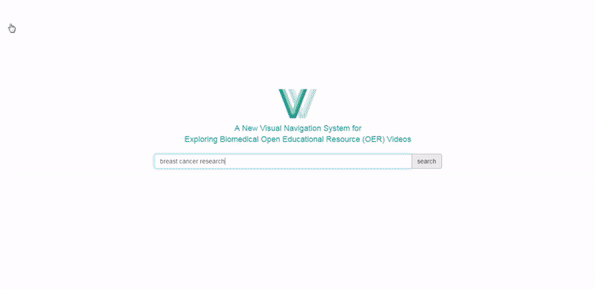 A New Visual Navigation System for
Exploring Biomedical Open Educational Resource (OER) Videos
breast cancer research
search